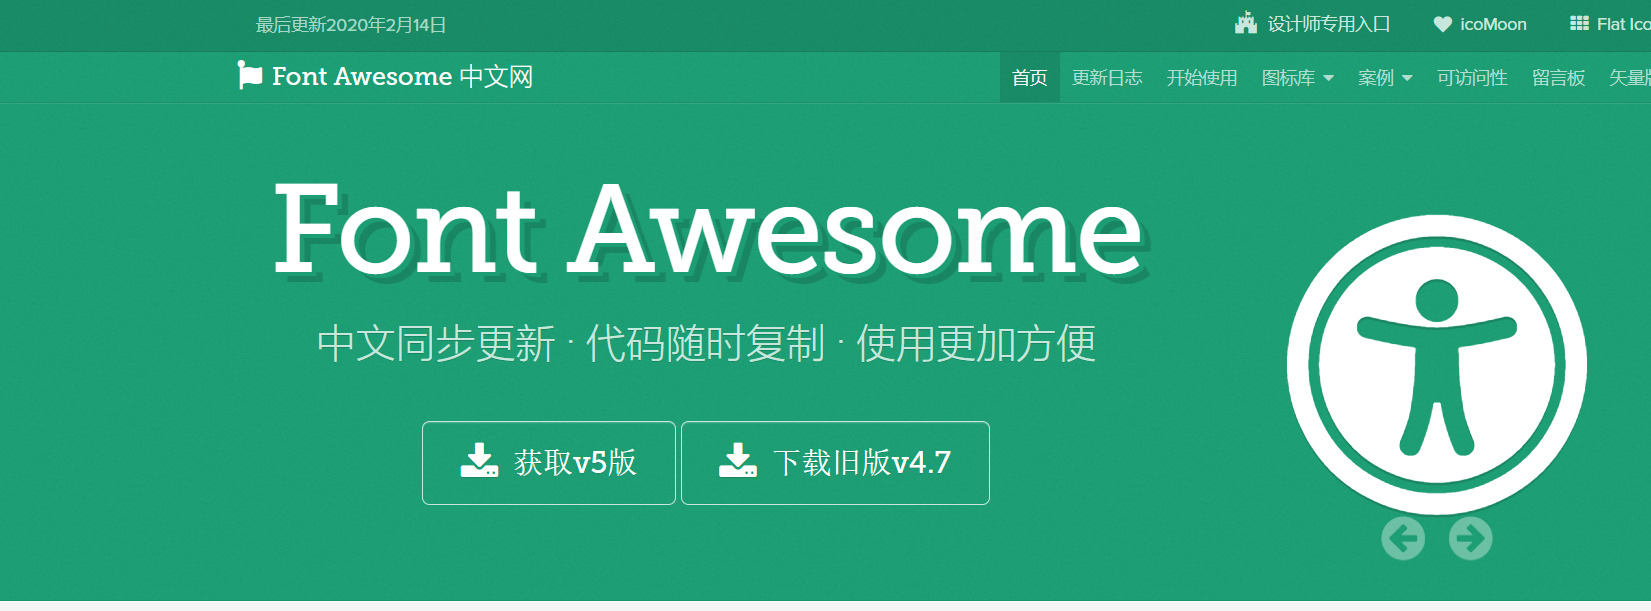 最后更新2020年2月14日
设计师专用入口 icoMoon Flat Ico
Font Awesome 中文网
首页 更新日志 开始使用 图标库 案例 可访问性 留言板 矢量版
Font Awesome
中文同步更新 · 代码随时复制 · 使用更加方便
获取v5版 下载旧版v4.7